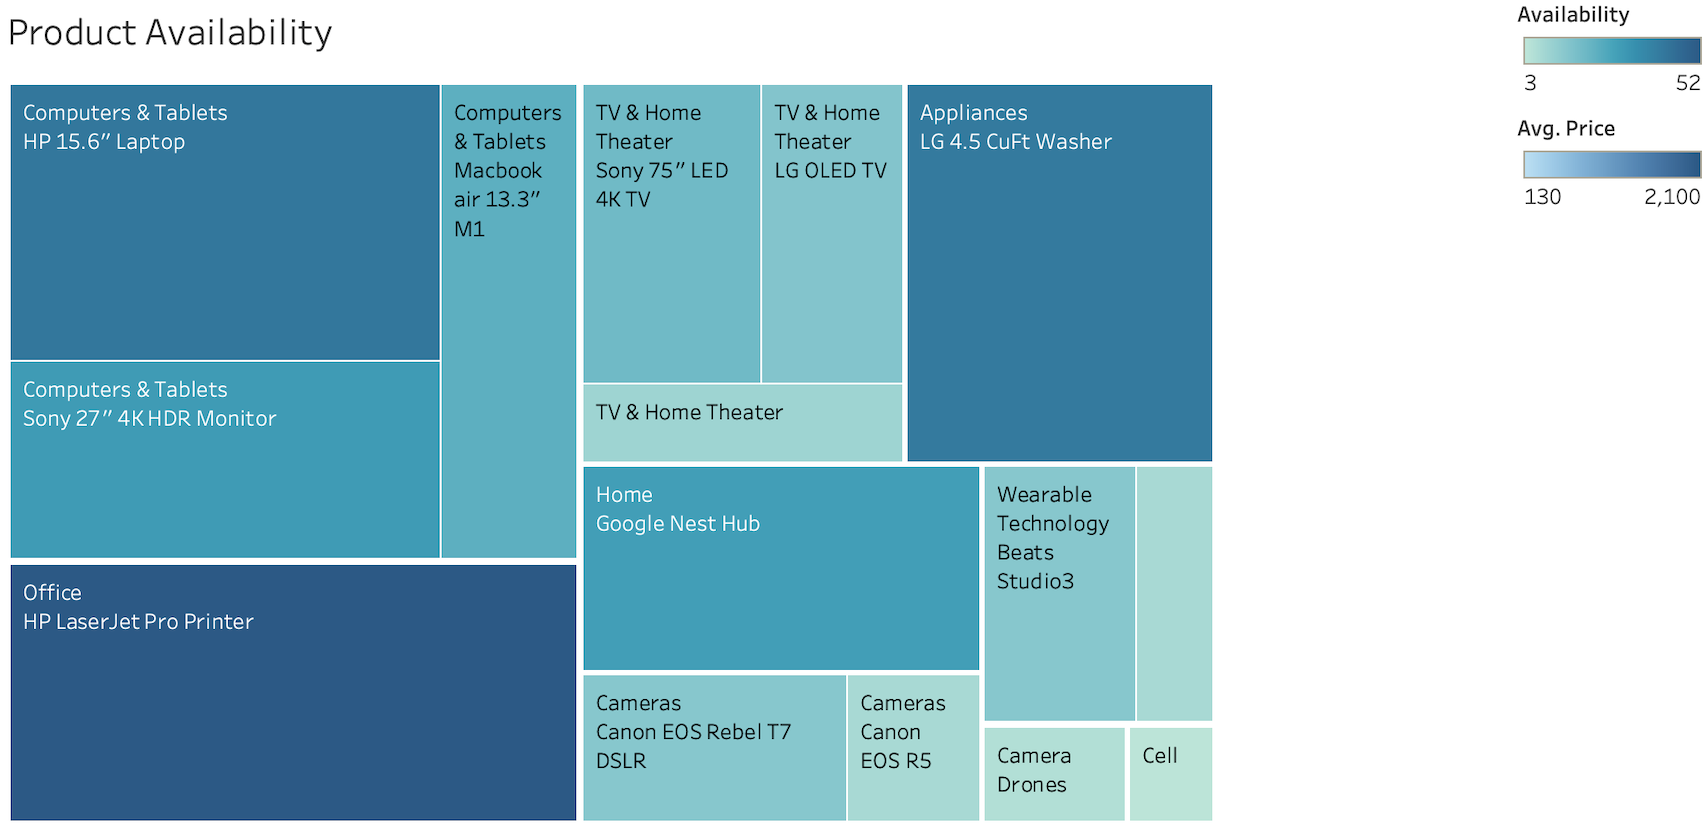 Product Availability
Availability
3 52
Avg. Price
130 2,100
Computers & Tablets
HP 15.6” Laptop
Computers
& Tablets
Macbook
air 13.3”
M1
TV & Home
Theater
Sony 75” LED
4K TV
TV & Home
Theater
LG OLED TV
Appliances
LG 4.5 CuFt Washer
Computers & Tablets
Sony 27” 4K HDR Monitor
TV & Home Theater
Home
Google Nest Hub
Wearable
Technology
Beats
Studio3
Office
HP LaserJet Pro Printer
Cameras
Canon EOS Rebel T7
DSLR
Cameras
Canon
EOS R5
Camera
Drones
Cell